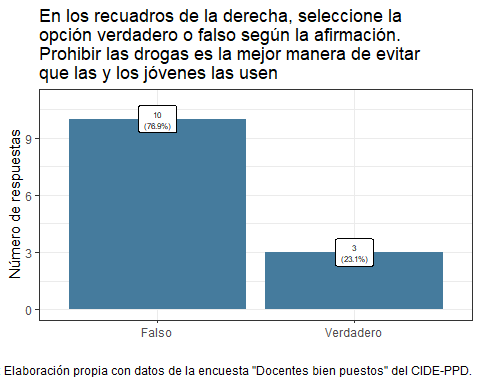 En los recuadros de la derecha, seleccione la
opción verdadero o falso según la afirmación.
Prohibir las drogas es la mejor manera de evitar
que las y los jóvenes las usen
Número de respuestas
9
6
3
0
10
(76.9%)
3
(23.1%)
Falso
Verdadero
Elaboración propia con datos de la encuesta "Docentes bien puestos" del CIDE-PPD.